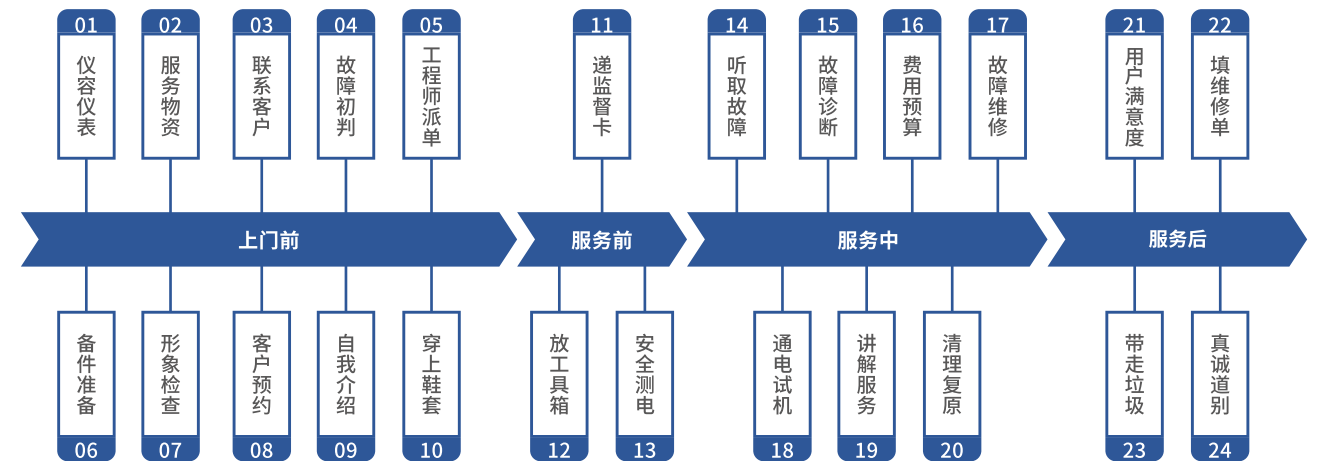 01
仪容仪表
02
服务物资
03
联系客户
04
故障初判
05
工程师派单
11
递监督卡
14
听取故障
15
故障诊断
16
费用预算
17
故障维修
21
用户满意度
22
填维修单
上门前
服务前
服务中
服务后
备件准备
06
形象检查
07
客户预约
08
自我介绍
09
穿上鞋套
10
放工具箱
12
安全测电
13
通电试机
18
讲解服务
19
清理复原
20
带走垃圾
23
真诚道别
24